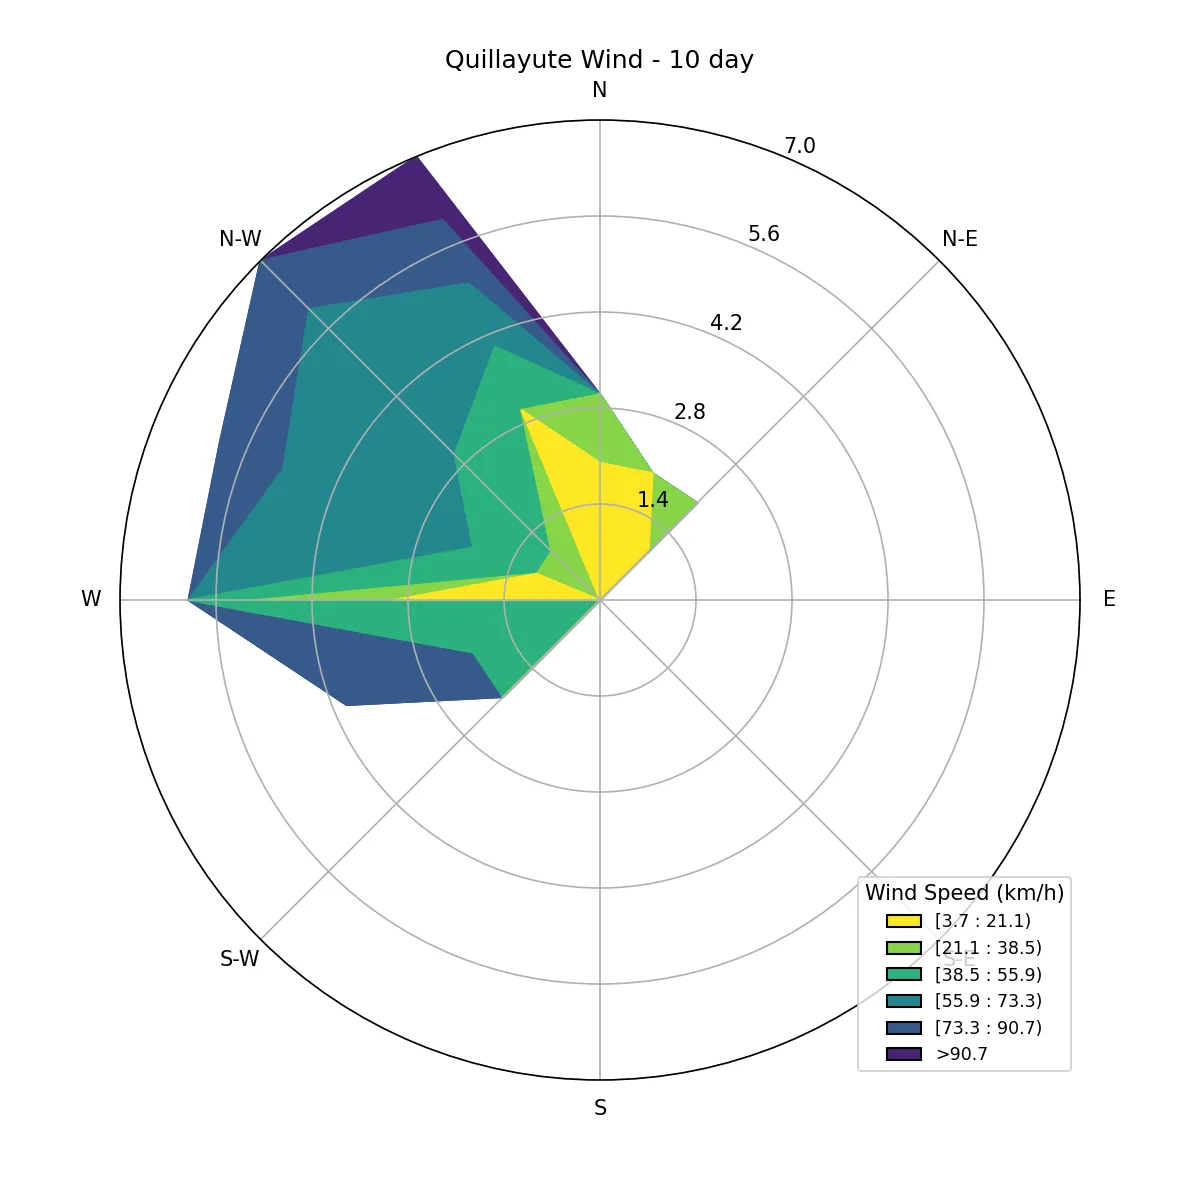 Quillayute Wind - 10 day
N
7.0
N-W
5.6
N-E
4.2
2.8
1.4
W
E
Wind Speed (km/h)
[3.7 : 21.1)
[21.1 : 38.5)
S-W
S-E
[38.5 : 55.9)
[55.9 : 73.3)
[73.3 : 90.7)
>90.7
S